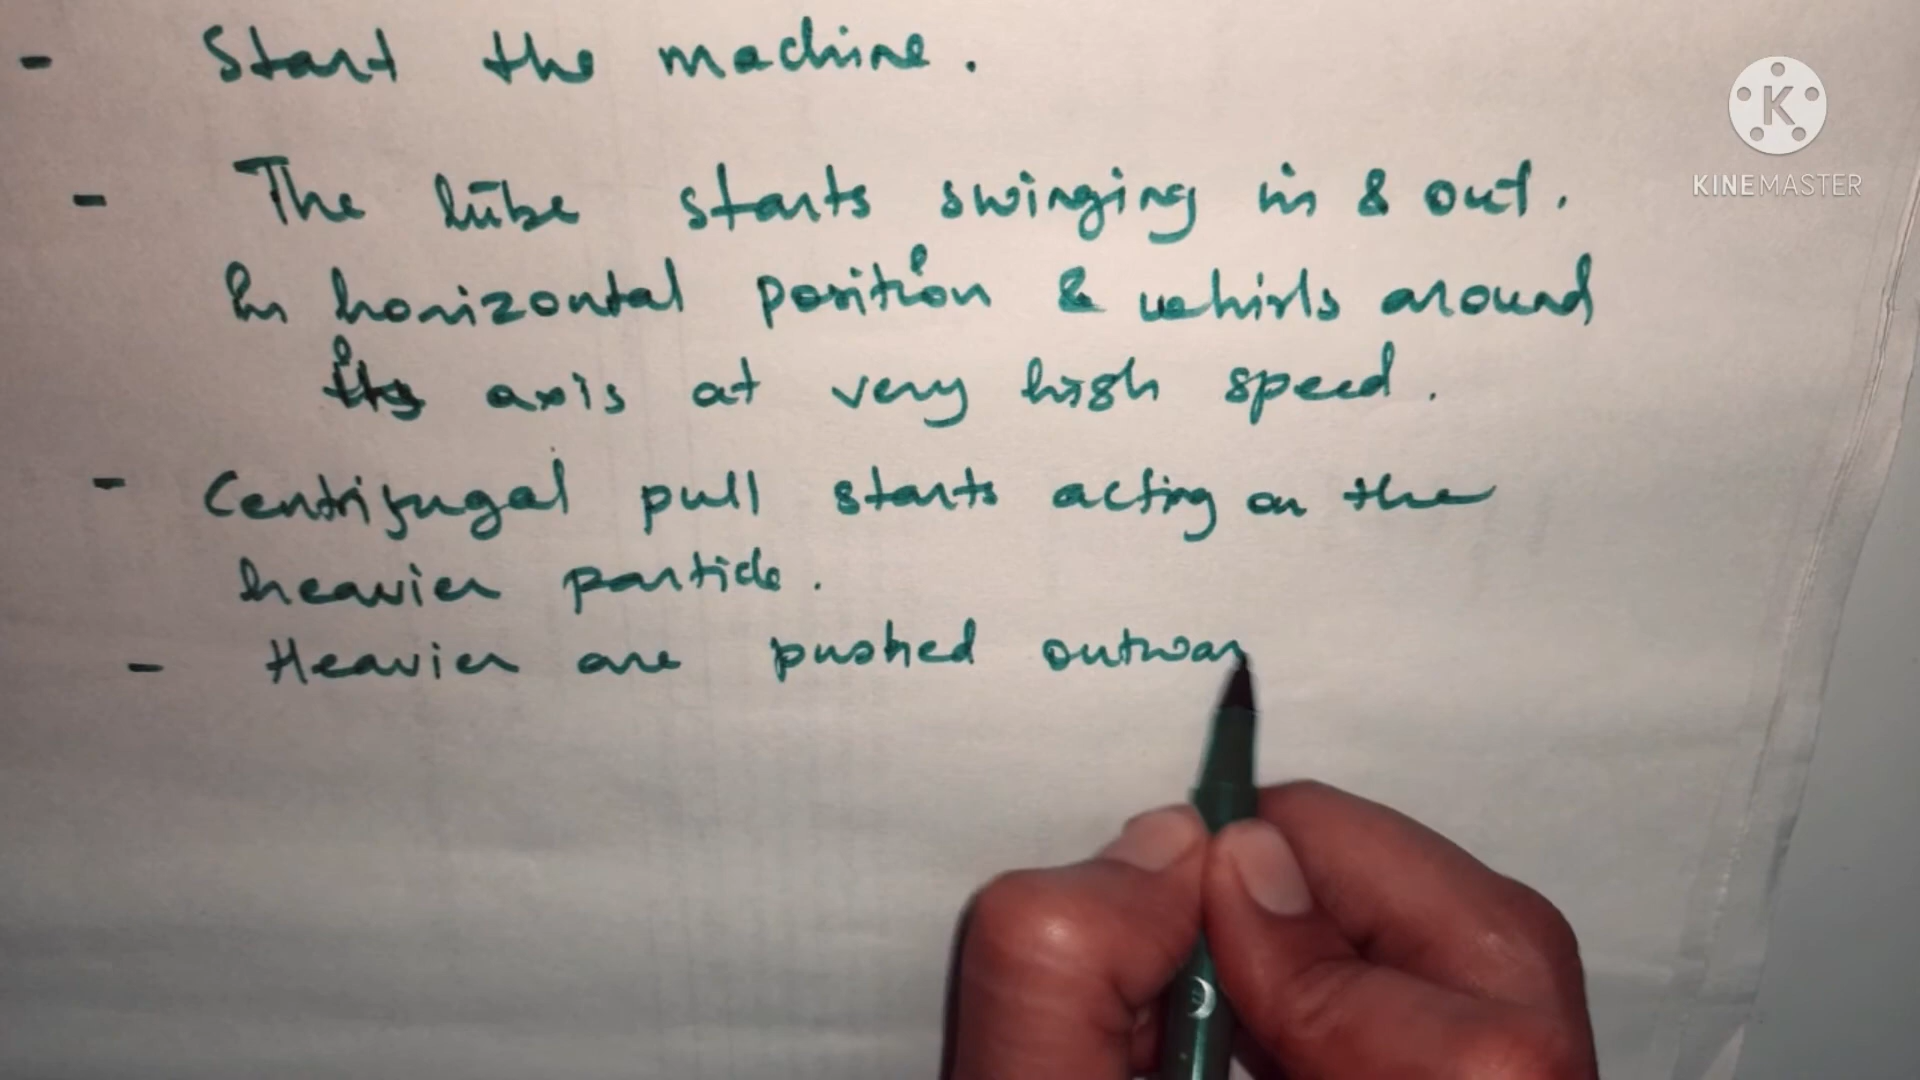 - Start the machine.
- The tube starts swinging in & out.
In horizontal position & whirls around
its axis at very high speed.
- Centrifugal pull starts acting on the
heavier particle.
- Heavier are pushed outwar
K
KINEMASTER